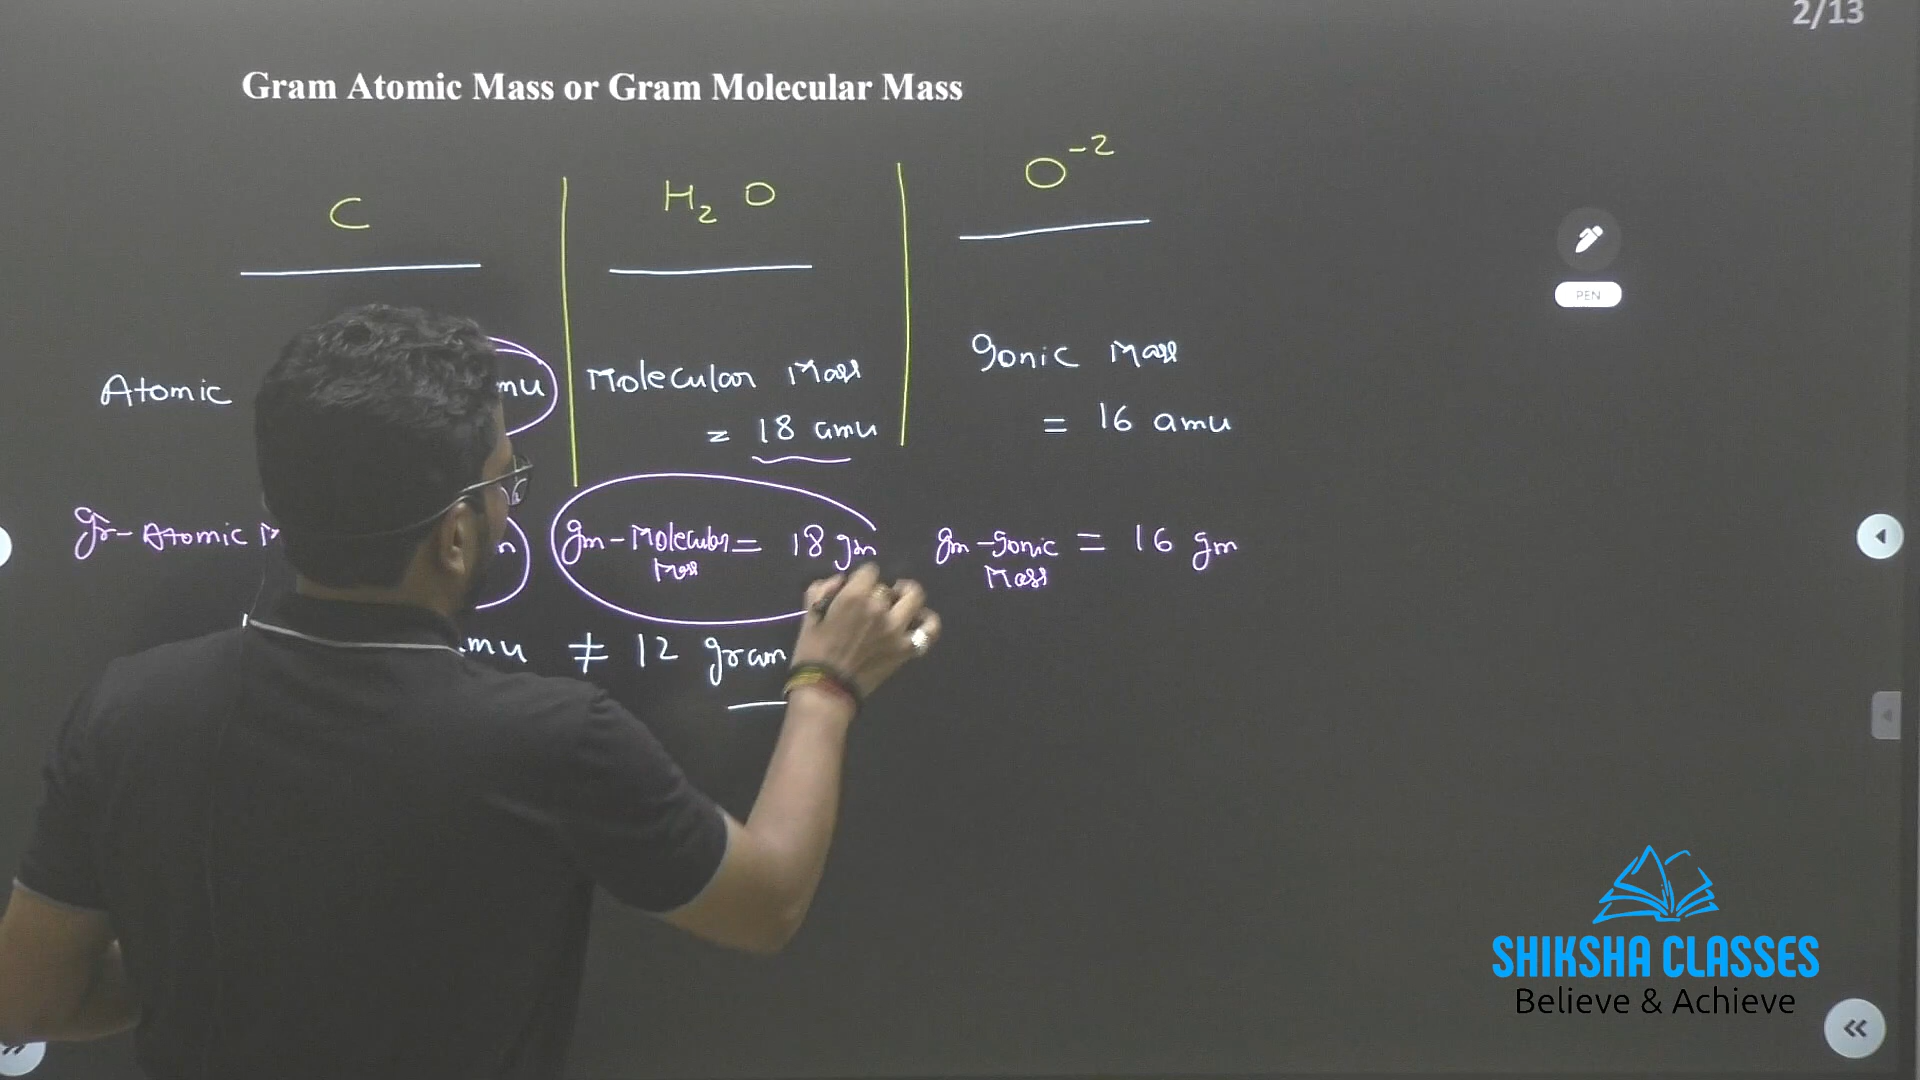 2/13
Gram Atomic Mass or Gram Molecular Mass
C
H2 O
O-2
Atomic mu
Molecular Mass
= 18 amu
Ionic Mass
= 16 amu
gr-Atomic M
gm-Molecular = 18 gm
Mass
gm-Ionic = 16 gm
Mass
mu ≠ 12 gram
PEN
SHIKSHA CLASSES
Believe & Achieve